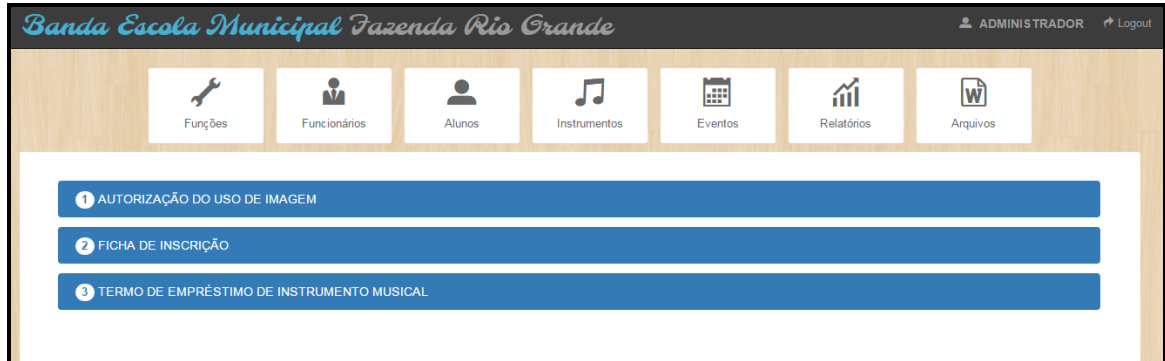 Banda Escola Municipal Fazenda Rio Grande
ADMINISTRADOR Logout
Funções Funcionários Alunos Instrumentos Eventos Relatórios Arquivos
1 AUTORIZAÇÃO DO USO DE IMAGEM
2 FICHA DE INSCRIÇÃO
3 TERMO DE EMPRÉSTIMO DE INSTRUMENTO MUSICAL